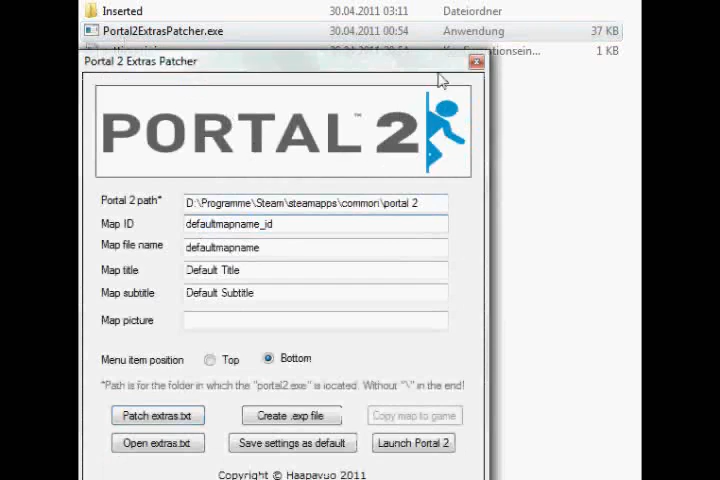 Inserted 30.04.2011 03:11 Dateiordner
Portal2ExtrasPatcher.exe 30.04.2011 00:54 Anwendung 37 KB
1 KB
Portal 2 Extras Patcher
PORTAL™ 2
Portal 2 path* D:\Programme\Steam\steamapps\common\portal 2
Map ID defaultmapname_id
Map file name defaultmapname
Map title Default Title
Map subtitle Default Subtitle
Map picture
Menu item position Top Bottom
*Path is for the folder in which the "portal2.exe" is located. Without "\" in the end!
Patch extras.txt Create .exp file Copy map to game
Open extras.txt Save settings as default Launch Portal 2
Copyright © Haapavuo 2011